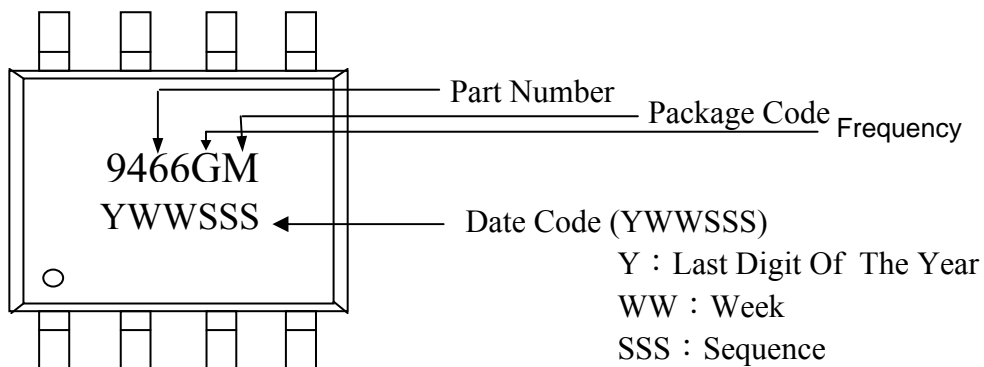 Part Number
Package Code
Frequency
9466GM
YWWSSS
Date Code (YWWSSS)
Y：Last Digit Of The Year
WW：Week
SSS：Sequence